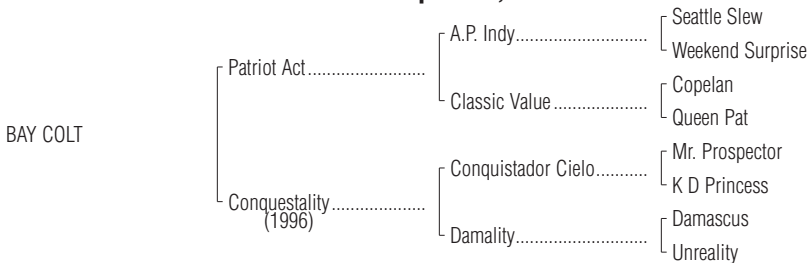 Seattle Slew
A.P. Indy............................
Weekend Surprise
Patriot Act.........................
Copelan
Classic Value....................
Queen Pat
BAY COLT
Mr. Prospector
Conquistador Cielo...........
K D Princess
Conquestality....................
(1996)
Damascus
Damality............................
Unreality